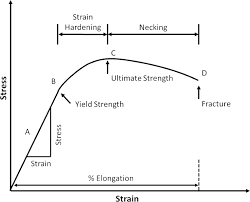 Strain
Hardening
Necking
C
B
D
Ultimate Strength
Yield Strength
Fracture
A
Stress
Strain
% Elongation
Stress
Strain